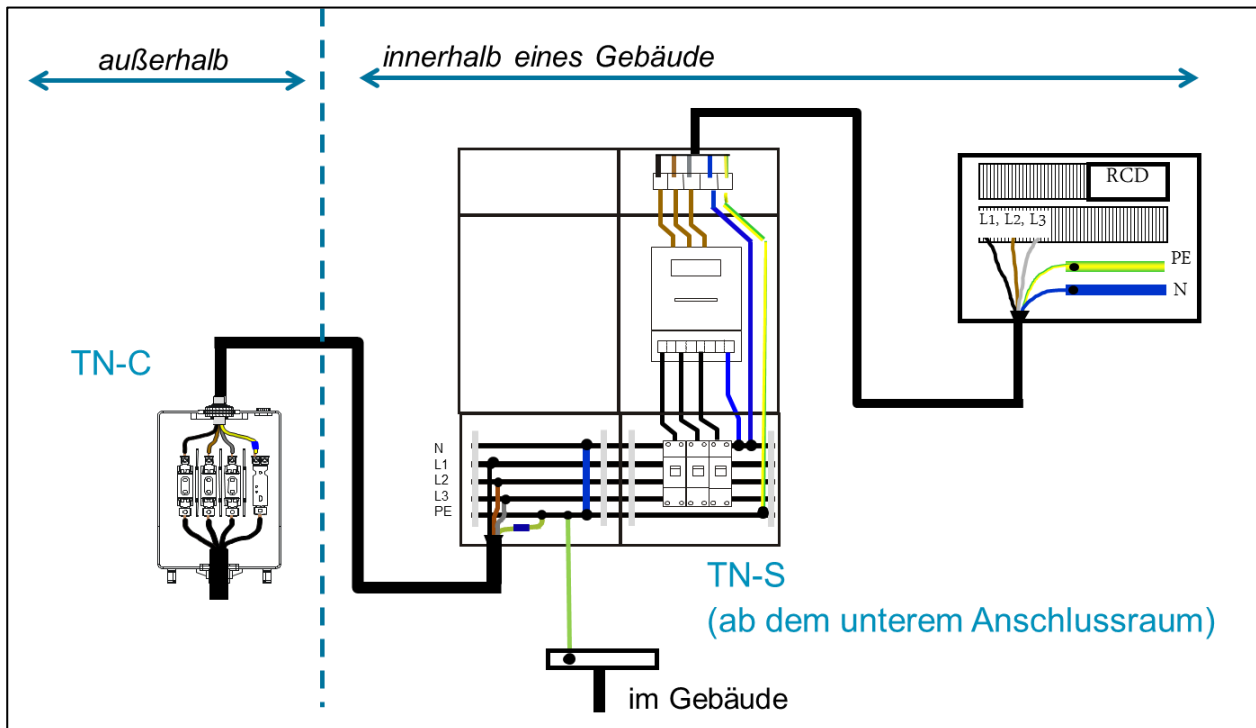 außerhalb
innerhalb eines Gebäude
RCD
L1, L2, L3
PE
N
TN-C
N
L1
L2
L3
PE
TN-S
(ab dem unterem Anschlussraum)
im Gebäude